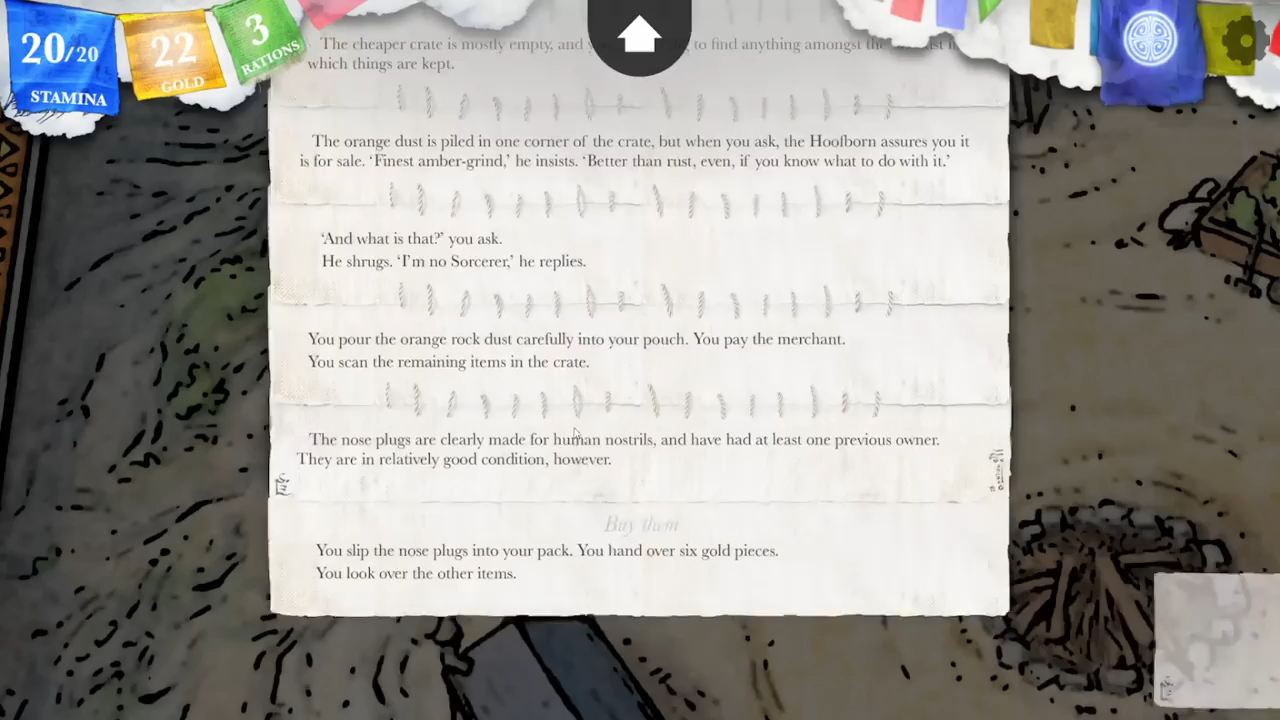 20/20
STAMINA
22
GOLD
3
RATIONS
The cheaper crate is mostly empty, and to find anything amongst the
which things are kept.
The orange dust is piled in one corner of the crate, but when you ask, the Hoofborn assures you it
is for sale. ‘Finest amber-grind,’ he insists. ‘Better than rust, even, if you know what to do with it.’
‘And what is that?’ you ask.
He shrugs. ‘I’m no Sorcerer,’ he replies.
You pour the orange rock dust carefully into your pouch. You pay the merchant.
You scan the remaining items in the crate.
The nose plugs are clearly made for human nostrils, and have had at least one previous owner.
They are in relatively good condition, however.
Buy them
You slip the nose plugs into your pack. You hand over six gold pieces.
You look over the other items.